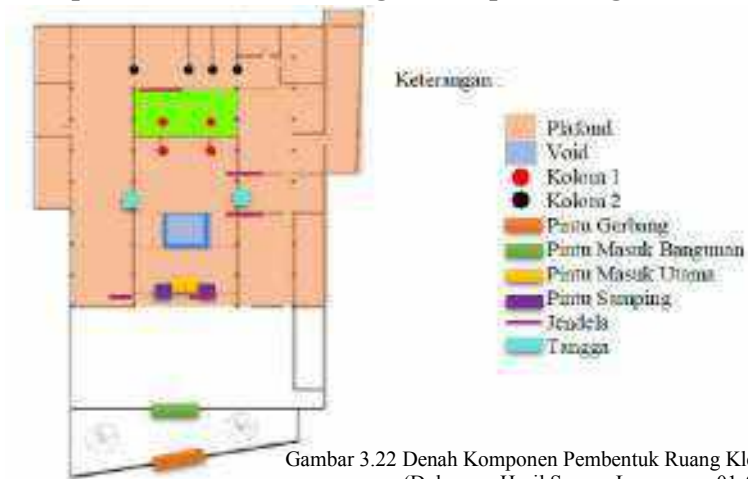 Keterangan
Plafond
Void
Kolom 1
Kolom 2
Pintu Gerbang
Pintu Masuk Bangunan
Pintu Masuk Utama
Pintu Samping
Jendela
Tangga
Gambar 3.22 Denah Komponen Pembentuk Ruang Kle